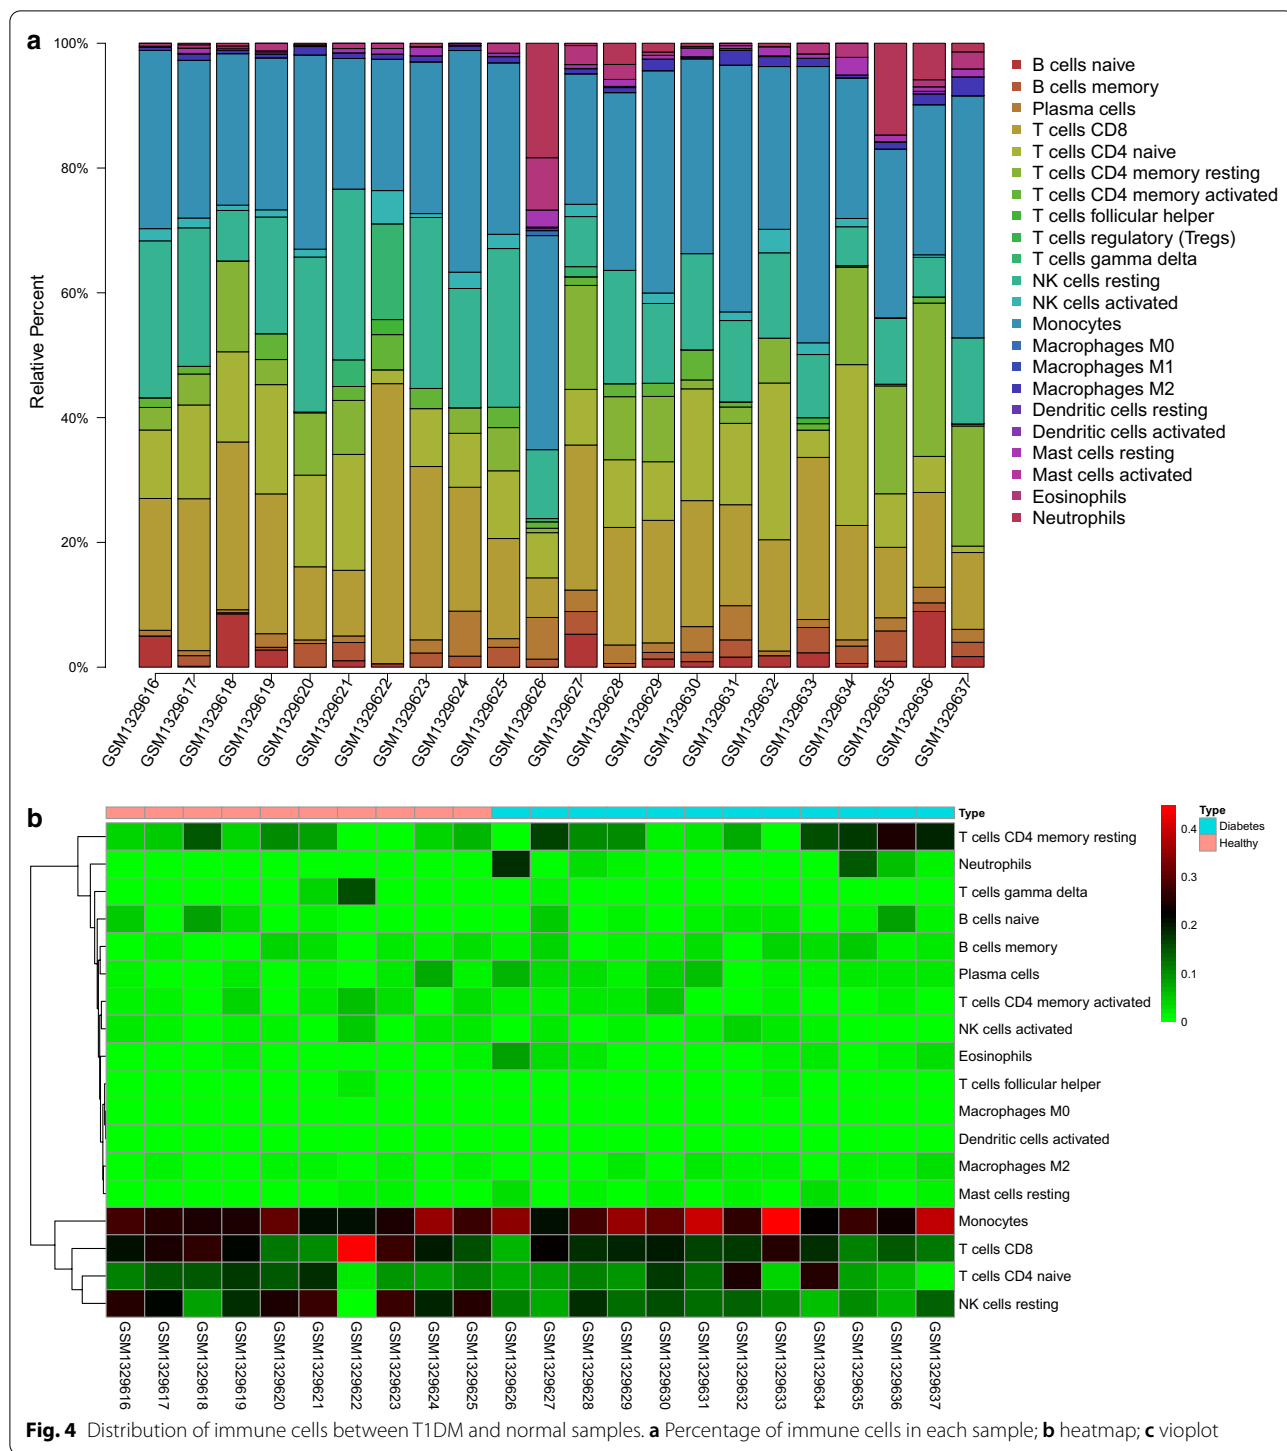 a
100%
80%
60%
40%
20%
0%
Relative Percent
GSM1329616
GSM1329617
GSM1329618
GSM1329619
GSM1329620
GSM1329621
GSM1329622
GSM1329623
GSM1329624
GSM1329625
GSM1329626
GSM1329627
GSM1329628
GSM1329629
GSM1329630
GSM1329631
GSM1329632
GSM1329633
GSM1329634
GSM1329635
GSM1329636
GSM1329637
B cells naive
B cells memory
Plasma cells
T cells CD8
T cells CD4 naive
T cells CD4 memory resting
T cells CD4 memory activated
T cells follicular helper
T cells regulatory (Tregs)
T cells gamma delta
NK cells resting
NK cells activated
Monocytes
Macrophages M0
Macrophages M1
Macrophages M2
Dendritic cells resting
Dendritic cells activated
Mast cells resting
Mast cells activated
Eosinophils
Neutrophils
b
Type
T cells CD4 memory resting
Neutrophils
T cells gamma delta
B cells naive
B cells memory
Plasma cells
T cells CD4 memory activated
NK cells activated
Eosinophils
T cells follicular helper
Macrophages M0
Dendritic cells activated
Macrophages M2
Mast cells resting
Monocytes
T cells CD8
T cells CD4 naive
NK cells resting
0.4
0.3
0.2
0.1
0
Type
Diabetes
Healthy
GSM1329616
GSM1329617
GSM1329618
GSM1329619
GSM1329620
GSM1329621
GSM1329622
GSM1329623
GSM1329624
GSM1329625
GSM1329626
GSM1329627
GSM1329628
GSM1329629
GSM1329630
GSM1329631
GSM1329632
GSM1329633
GSM1329634
GSM1329635
GSM1329636
GSM1329637
Fig. 4 Distribution of immune cells between T1DM and normal samples. a Percentage of immune cells in each sample; b heatmap; c vioplot